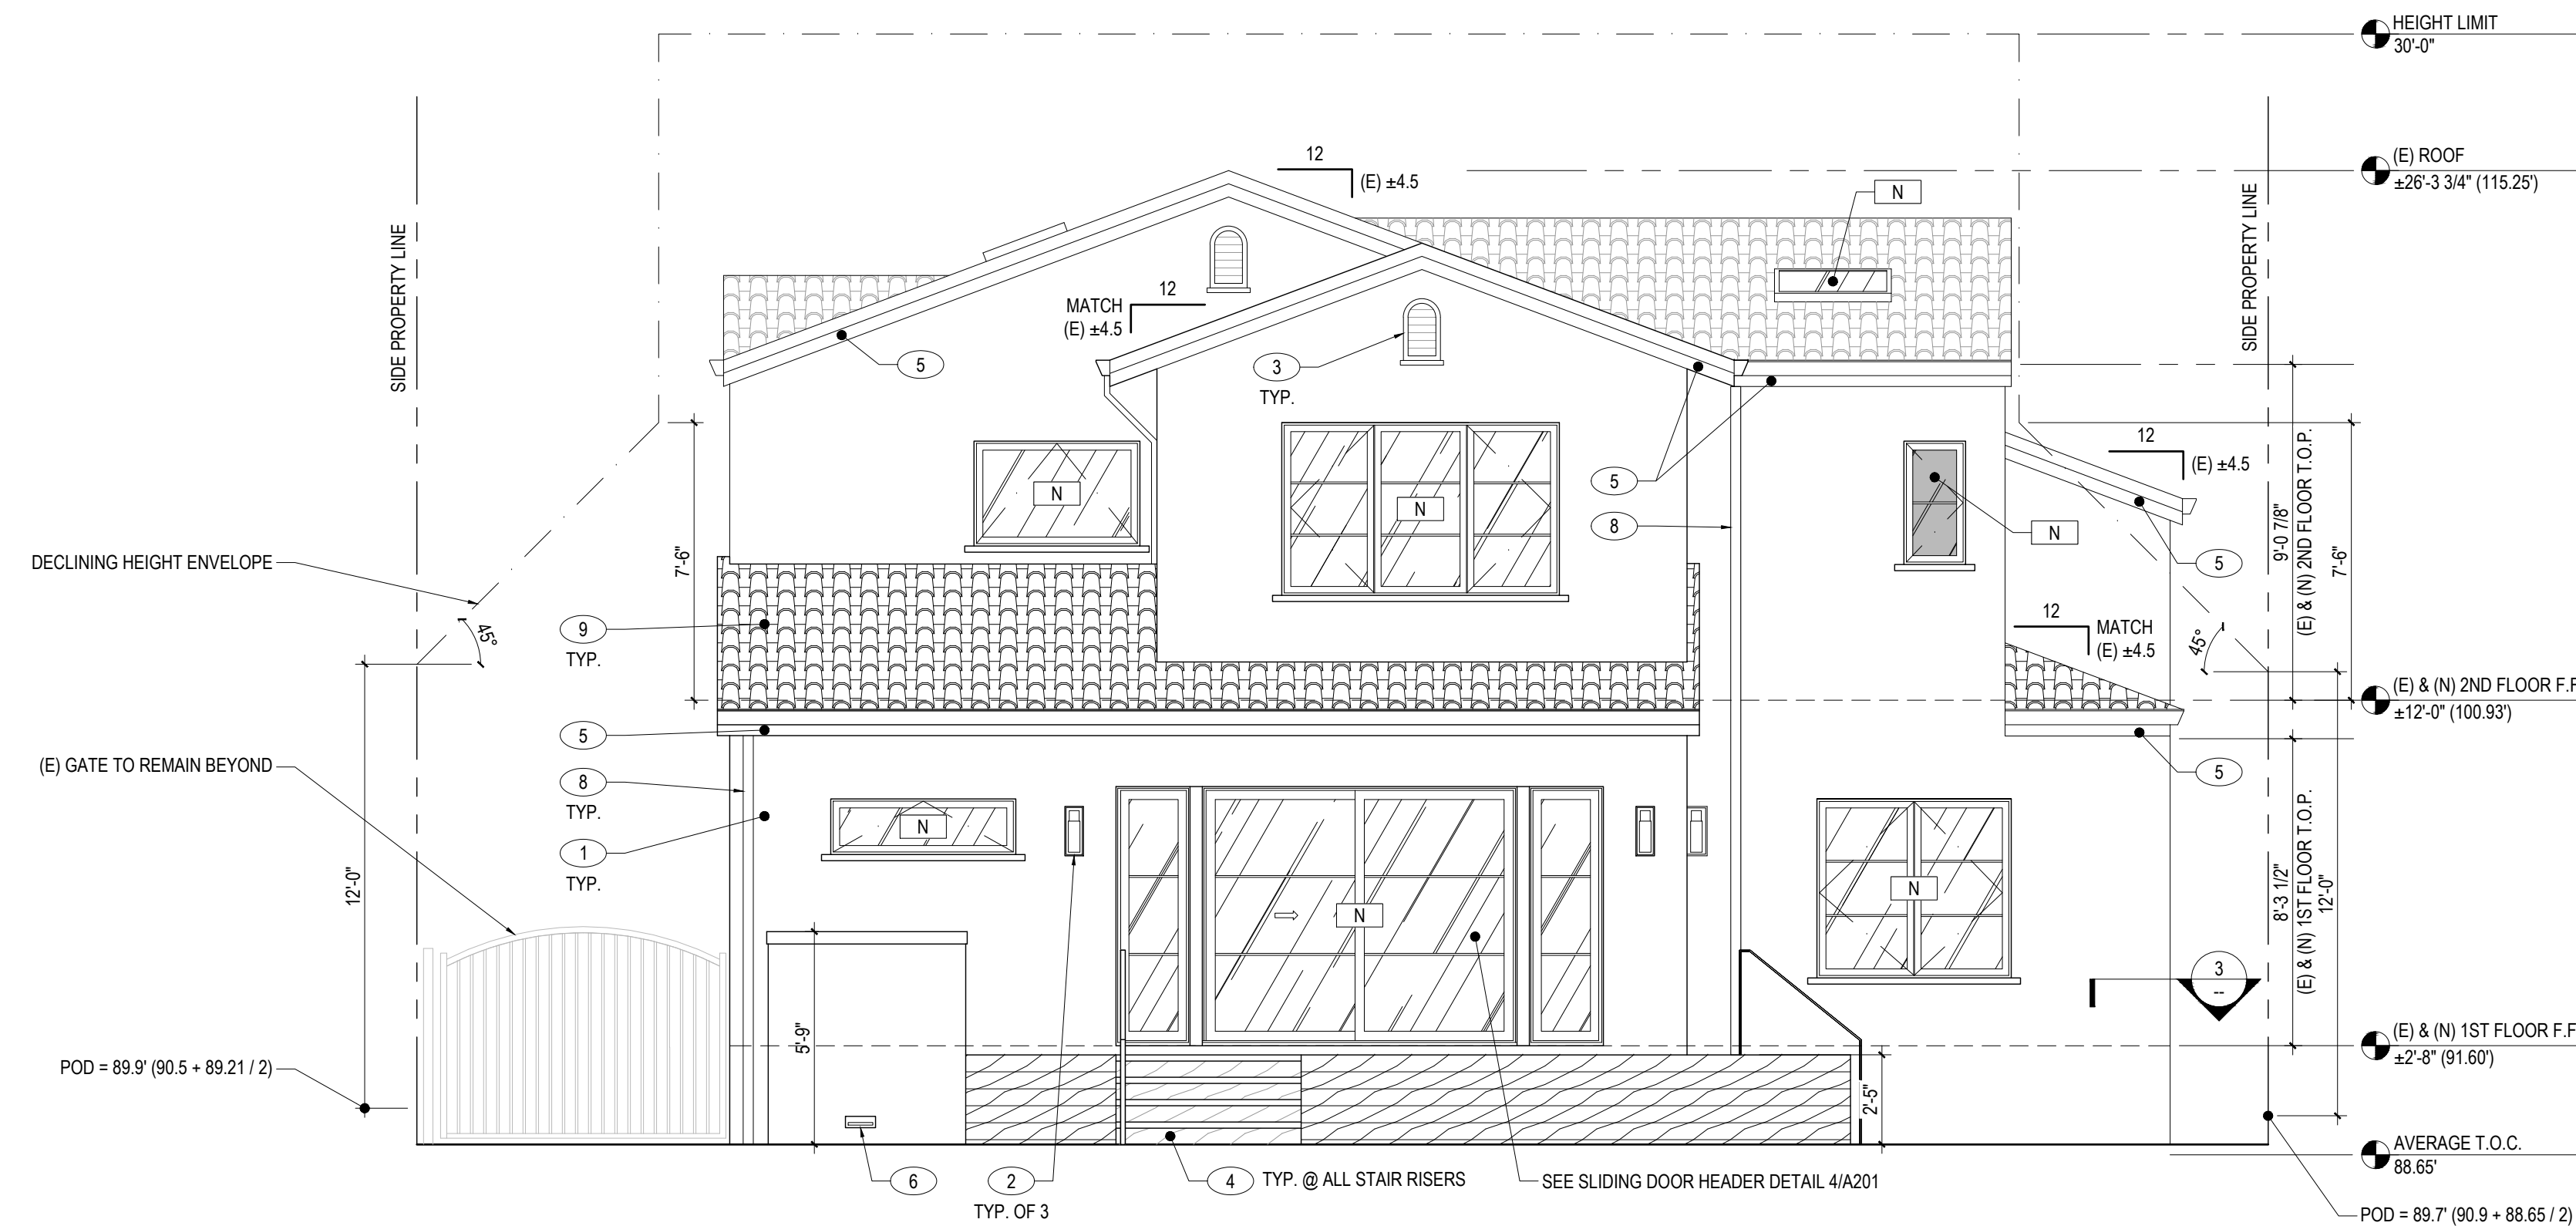 HEIGHT LIMIT
30'-0"
12
(E) ±4.5
(E) ROOF
±26'-3 3/4" (115.25')
N
SIDE PROPERTY LINE
SIDE PROPERTY LINE
12
MATCH
(E) ±4.5
5
3
TYP.
12
(E) ±4.5
N
N
5
8
N
5
9'-0 7/8"
(E) & (N) 2ND FLOOR T.O.P.
7'-6"
7'-6"
DECLINING HEIGHT ENVELOPE
45°
9
TYP.
12
MATCH
(E) ±4.5
45°
(E) & (N) 2ND FLOOR F.F
±12'-0" (100.93')
5
(E) GATE TO REMAIN BEYOND
8
TYP.
5
1
TYP.
N
12'-0"
N
N
8'-3 1/2"
(E) & (N) 1ST FLOOR T.O.P.
12'-0"
3
--
5'-9"
(E) & (N) 1ST FLOOR F.F
±2'-8" (91.60')
POD = 89.9' (90.5 + 89.21 / 2)
2'-5"
AVERAGE T.O.C.
88.65'
6
2
TYP. OF 3
4
TYP. @ ALL STAIR RISERS
SEE SLIDING DOOR HEADER DETAIL 4/A201
POD = 89.7' (90.9 + 88.65 / 2)